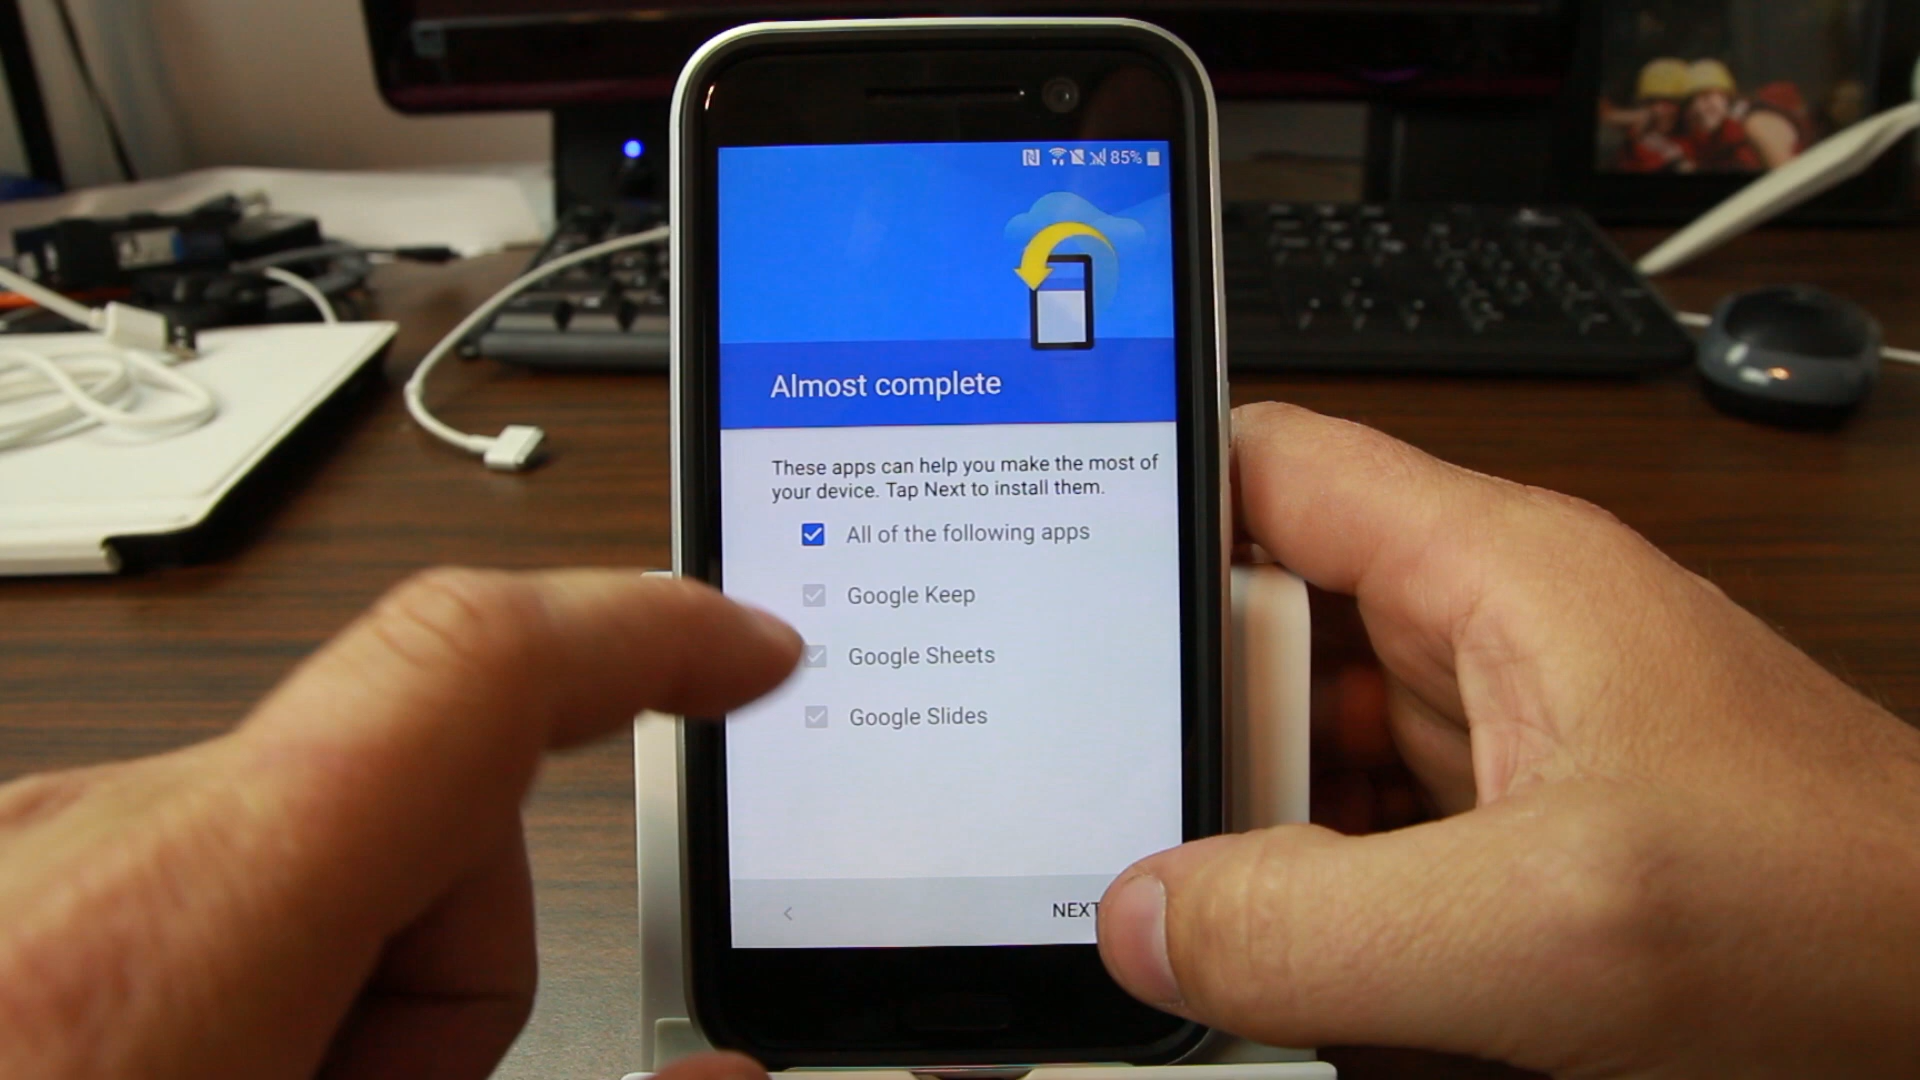 85%
Almost complete
These apps can help you make the most of
your device. Tap Next to install them.
All of the following apps
Google Keep
Google Sheets
Google Slides
NEXT